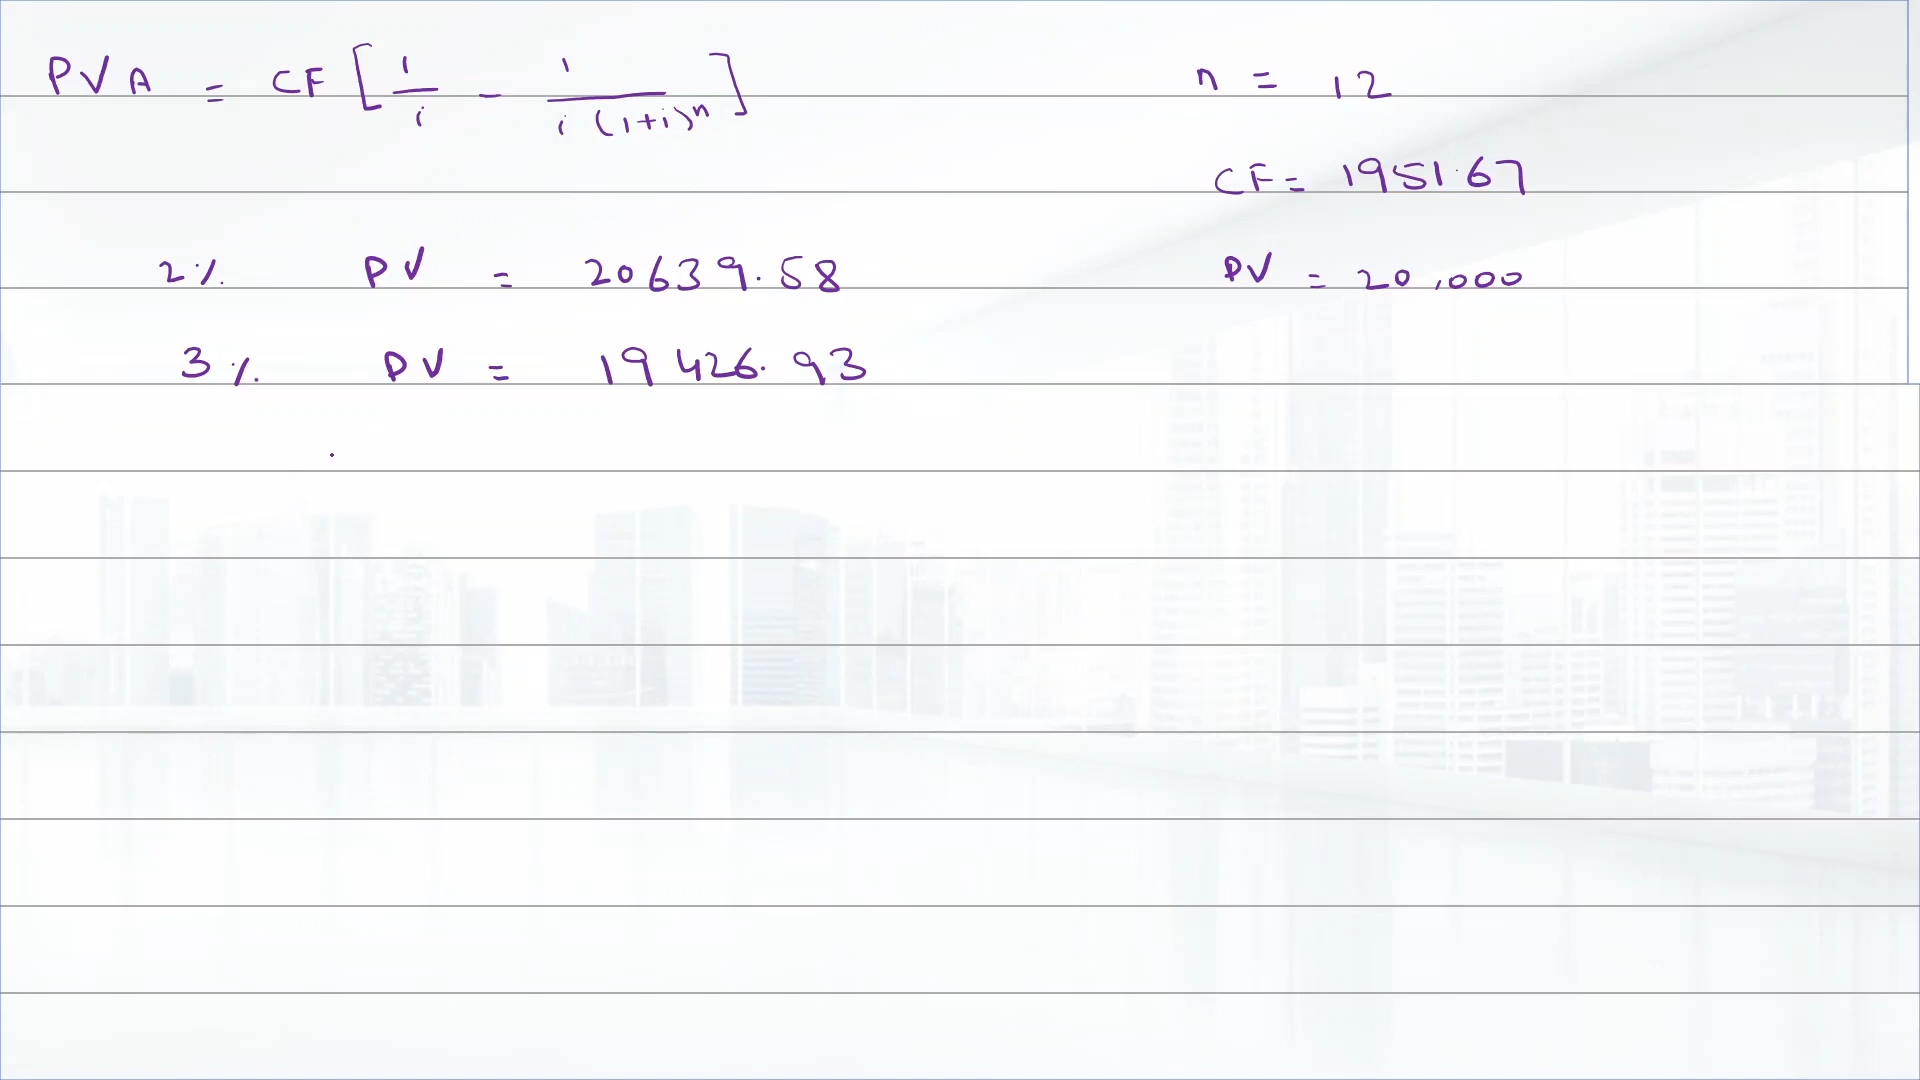 PVA = CF [ 1/i - 1/i(1+i)^n ]
n = 12
CF = 1951.67
2% PV = 20639.58
PV = 20,000
3% PV = 19426.93